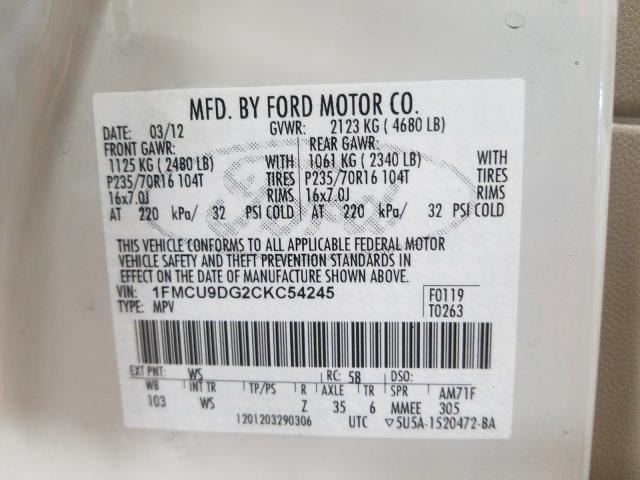 MFD. BY FORD MOTOR CO.
DATE: 03/12 GVWR: 2123 KG ( 4680 LB)
FRONT GAWR: REAR GAWR:
1125 KG ( 2480 LB) WITH 1061 KG ( 2340 LB) WITH
P235/70R16 104T TIRES P235/70R16 104T TIRES
16x7.0J RIMS 16x7.0J RIMS
AT 220 kPa/ 32 PSI COLD AT 220 kPa/ 32 PSI COLD
THIS VEHICLE CONFORMS TO ALL APPLICABLE FEDERAL MOTOR
VEHICLE SAFETY AND THEFT PREVENTION STANDARDS IN
EFFECT ON THE DATE OF MANUFACTURE SHOWN ABOVE.
VIN: 1FMCU9DG2CKC54245 F0119
TYPE: MPV T0263
EXT PNT: WS RC: 58 DSO:
WB INT TR TP/PS R AXLE TR SPR AM71F
103 WS Z 35 6 MMEE 305
1201203290306 UTC ▽5U5A-1520472-BA